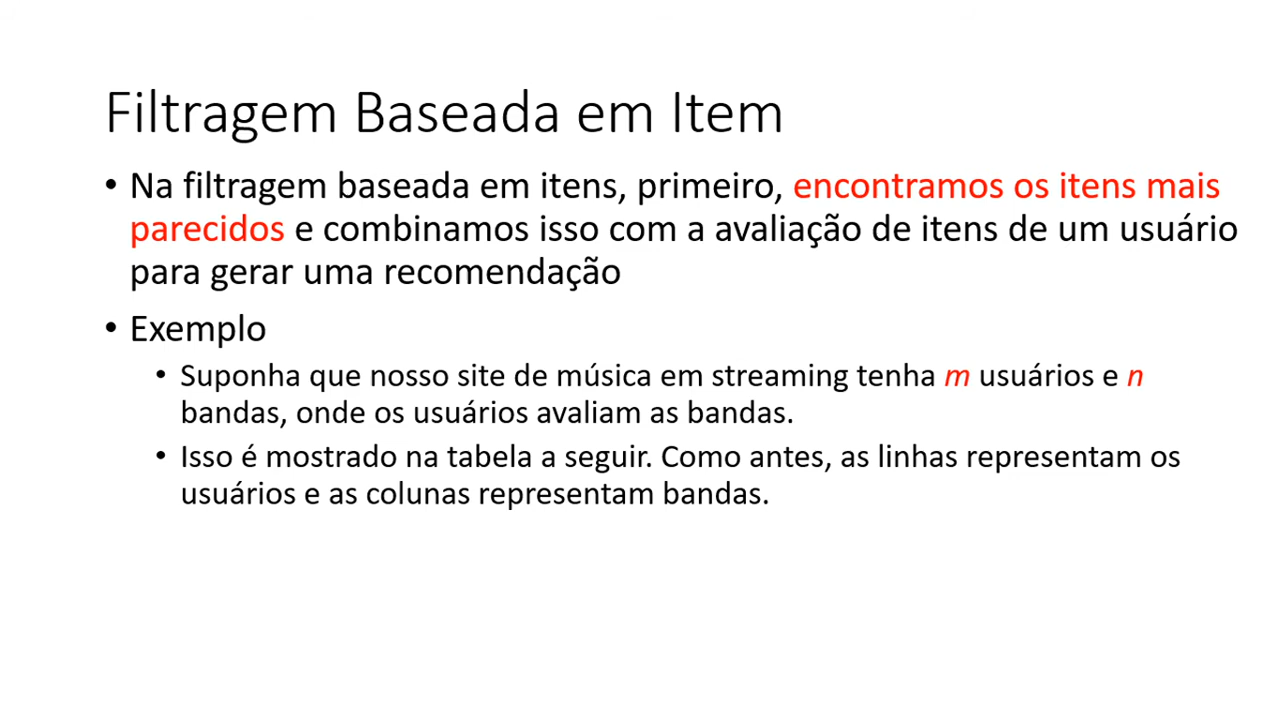 Filtragem Baseada em Item
• Na filtragem baseada em itens, primeiro, encontramos os itens mais
parecidos e combinamos isso com a avaliação de itens de um usuário
para gerar uma recomendação
• Exemplo
• Suponha que nosso site de música em streaming tenha m usuários e n
bandas, onde os usuários avaliam as bandas.
• Isso é mostrado na tabela a seguir. Como antes, as linhas representam os
usuários e as colunas representam bandas.